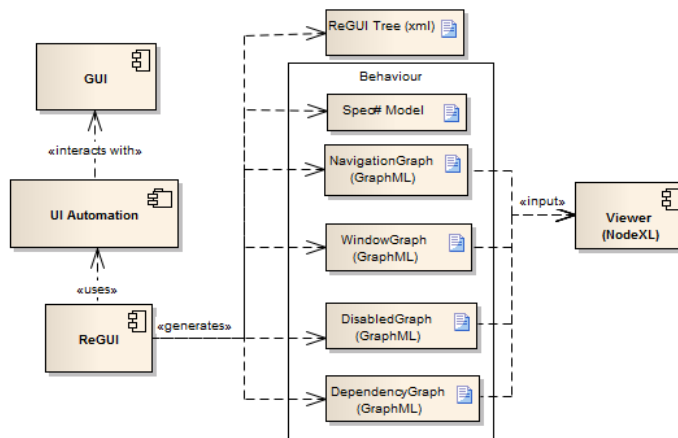 ReGUI Tree (xml)
GUI
Behaviour
Spec# Model
«interacts with»
NavigationGraph
(GraphML)
UI Automation
«input»
Viewer
(NodeXL)
WindowGraph
(GraphML)
«uses»
ReGUI
«generates»
DisabledGraph
(GraphML)
DependencyGraph
(GraphML)